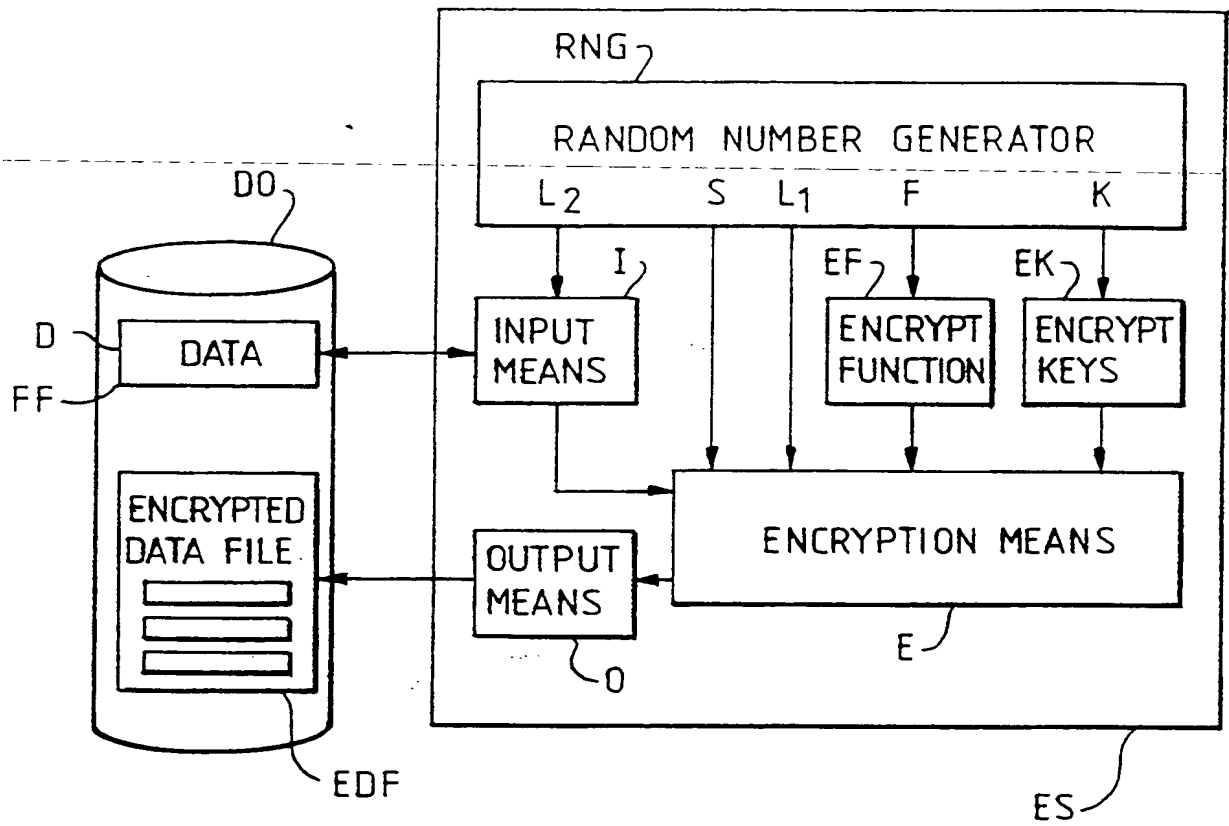 RNG
RANDOM NUMBER GENERATOR
L2 S L1 F K
DO
I
EF
EK
D
FF
DATA
INPUT
MEANS
ENCRYPT
FUNCTION
ENCRYPT
KEYS
ENCRYPTED
DATA FILE
OUTPUT
MEANS
ENCRYPTION MEANS
E
O
EDF
ES